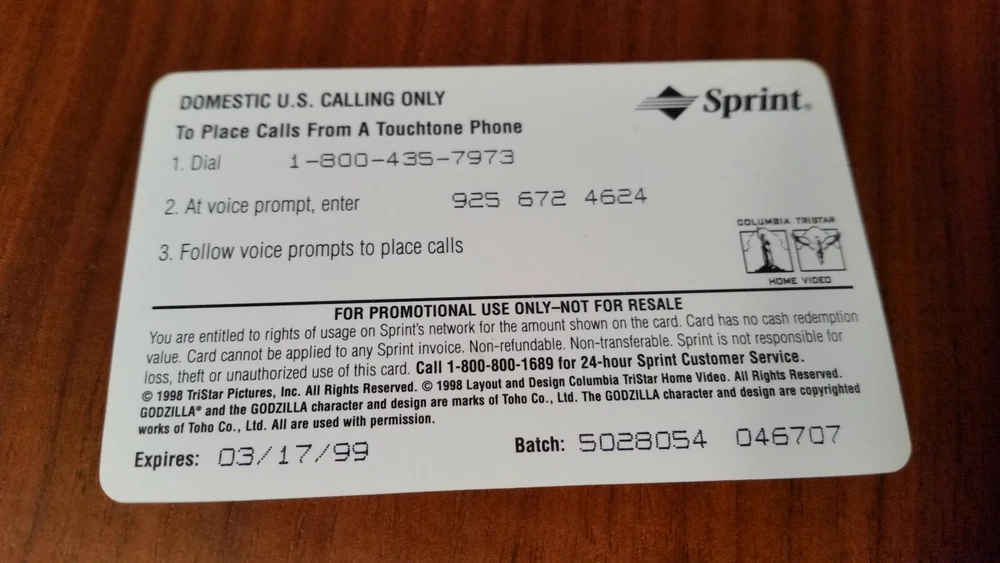 DOMESTIC U.S. CALLING ONLY
Sprint®
To Place Calls From A Touchtone Phone
1. Dial 1-800-435-7973
2. At voice prompt, enter 925 672 4624
3. Follow voice prompts to place calls
COLUMBIA TRISTAR
HOME VIDEO
FOR PROMOTIONAL USE ONLY–NOT FOR RESALE
You are entitled to rights of usage on Sprint's network for the amount shown on the card. Card has no cash redemption
value. Card cannot be applied to any Sprint invoice. Non-refundable. Non-transferable. Sprint is not responsible for
loss, theft or unauthorized use of this card. Call 1-800-800-1689 for 24-hour Sprint Customer Service.
© 1998 TriStar Pictures, Inc. All Rights Reserved. © 1998 Layout and Design Columbia TriStar Home Video. All Rights Reserved.
GODZILLA® and the GODZILLA character and design are marks of Toho Co., Ltd. The GODZILLA character and design are copyrighted
works of Toho Co., Ltd. All are used with permission.
Expires: 03/17/99
Batch: 5028054 046707